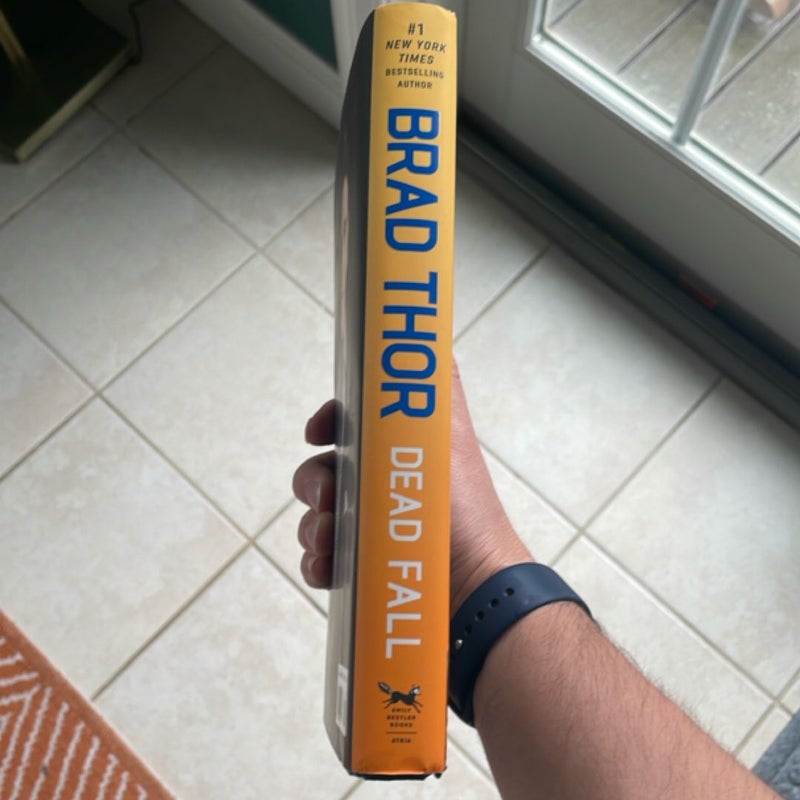 #1
NEW YORK
TIMES
BESTSELLING
AUTHOR
BRAD THOR
DEAD FALL
EMILY
BESTLER
BOOKS
ATRIA